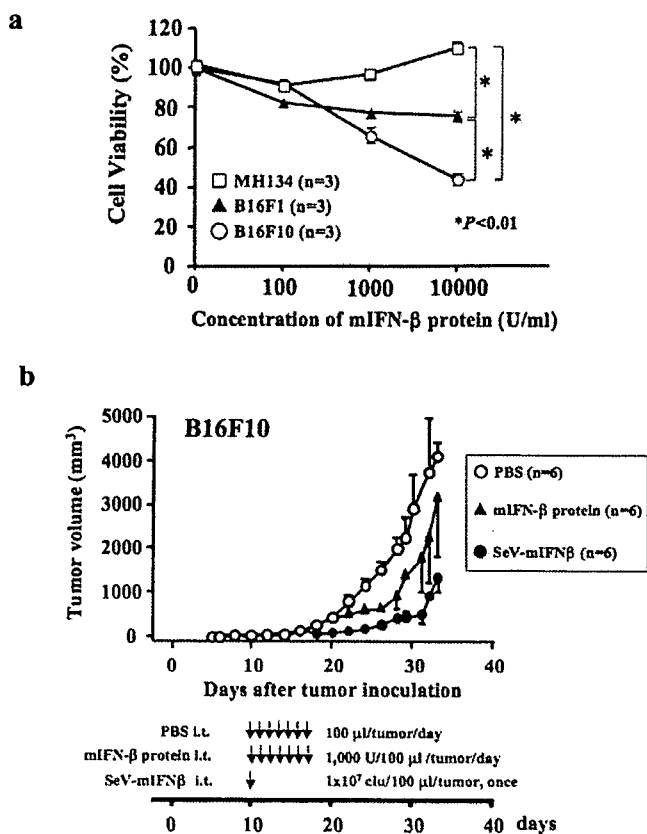 a
120
100
80
60
40
20
0
Cell Viability (%)
MH134 (n=3)
B16F1 (n=3)
B16F10 (n=3)
*
*
*
*P<0.01
0 100 1000 10000
Concentration of mIFN-β protein (U/ml)
b
B16F10
5000
4000
3000
2000
1000
0
Tumor volume (mm³)
PBS (n=6)
mIFN-β protein (n=6)
SeV-mIFNβ (n=6)
0 10 20 30 40
Days after tumor inoculation
PBS i.t. 100 μl/tumor/day
mIFN-β protein i.t. 1,000 U/100 μl /tumor/day
SeV-mIFNβ i.t. 1x10⁷ ciu/100 μl/tumor, once
0 10 20 30 40 days